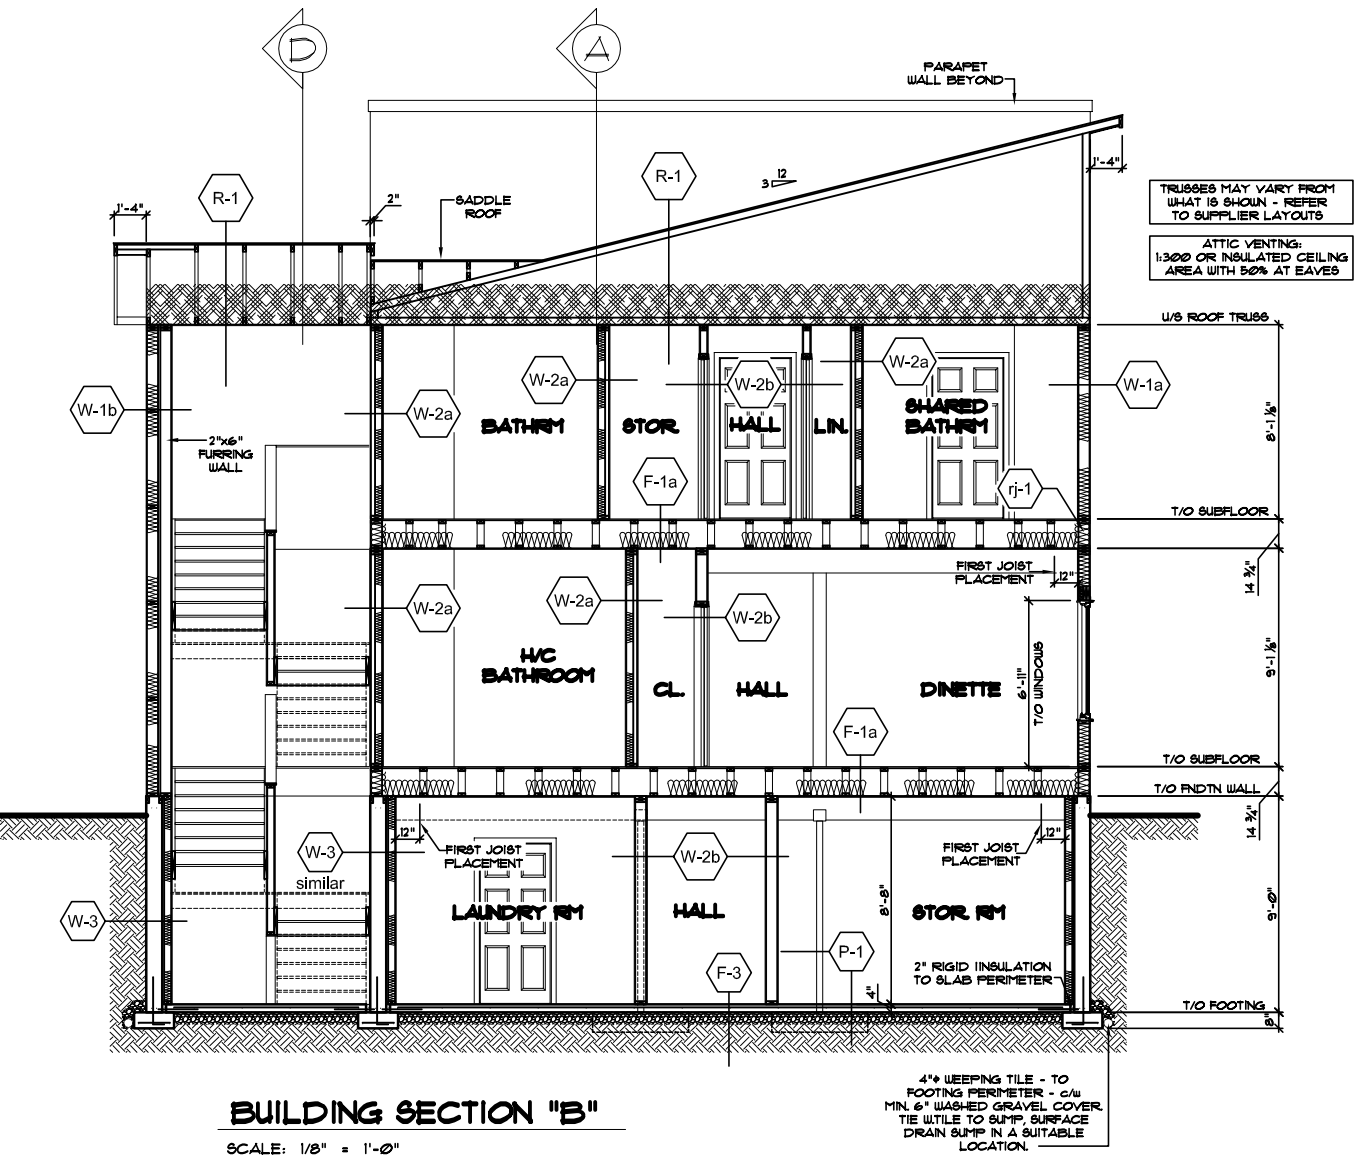 D
A
PARAPET
WALL BEYOND
1'-4"
R-1
2"
SADDLE
ROOF
R-1
12
3
1'-4"
TRUSSES MAY VARY FROM
WHAT IS SHOWN - REFER
TO SUPPLIER LAYOUTS
ATTIC VENTING:
1:300 OR INSULATED CEILING
AREA WITH 50% AT EAVES
U/S ROOF TRUSS
W-1b
W-2a
W-2a
W-2b
W-2a
W-1a
2"x6"
FURRING
WALL
BATHRM
STOR.
HALL
LIN.
SHARED
BATHRM
8'-1 1/8"
F-1a
rj-1
T/O SUBFLOOR
FIRST JOIST
PLACEMENT
12"
14 3/4"
W-2a
W-2a
W-2b
H/C
BATHROOM
CL.
HALL
DINETTE
6'-11"
T/O WINDOWS
9'-1 1/8"
F-1a
T/O SUBFLOOR
T/O FNDTN WALL
14 3/4"
12"
FIRST JOIST
PLACEMENT
W-3
similar
W-2b
FIRST JOIST
PLACEMENT
12"
W-3
LAUNDRY RM
HALL
8'-8"
STOR. RM
9'-0"
F-3
P-1
2" RIGID IINSULATION
TO SLAB PERIMETER
4"
T/O FOOTING
8"
BUILDING SECTION "B"
SCALE: 1/8" = 1'-0"
4"ø WEEPING TILE - TO
FOOTING PERIMETER - c/w
MIN. 6" WASHED GRAVEL COVER.
TIE W.TILE TO SUMP, SURFACE
DRAIN SUMP IN A SUITABLE
LOCATION.